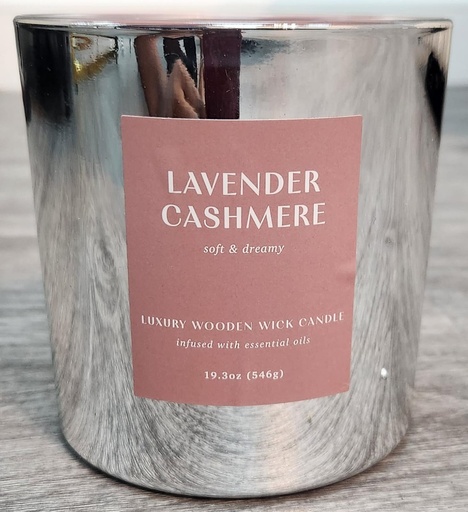 LAVENDER
CASHMERE
soft & dreamy
LUXURY WOODEN WICK CANDLE
infused with essential oils
19.3oz (546g)